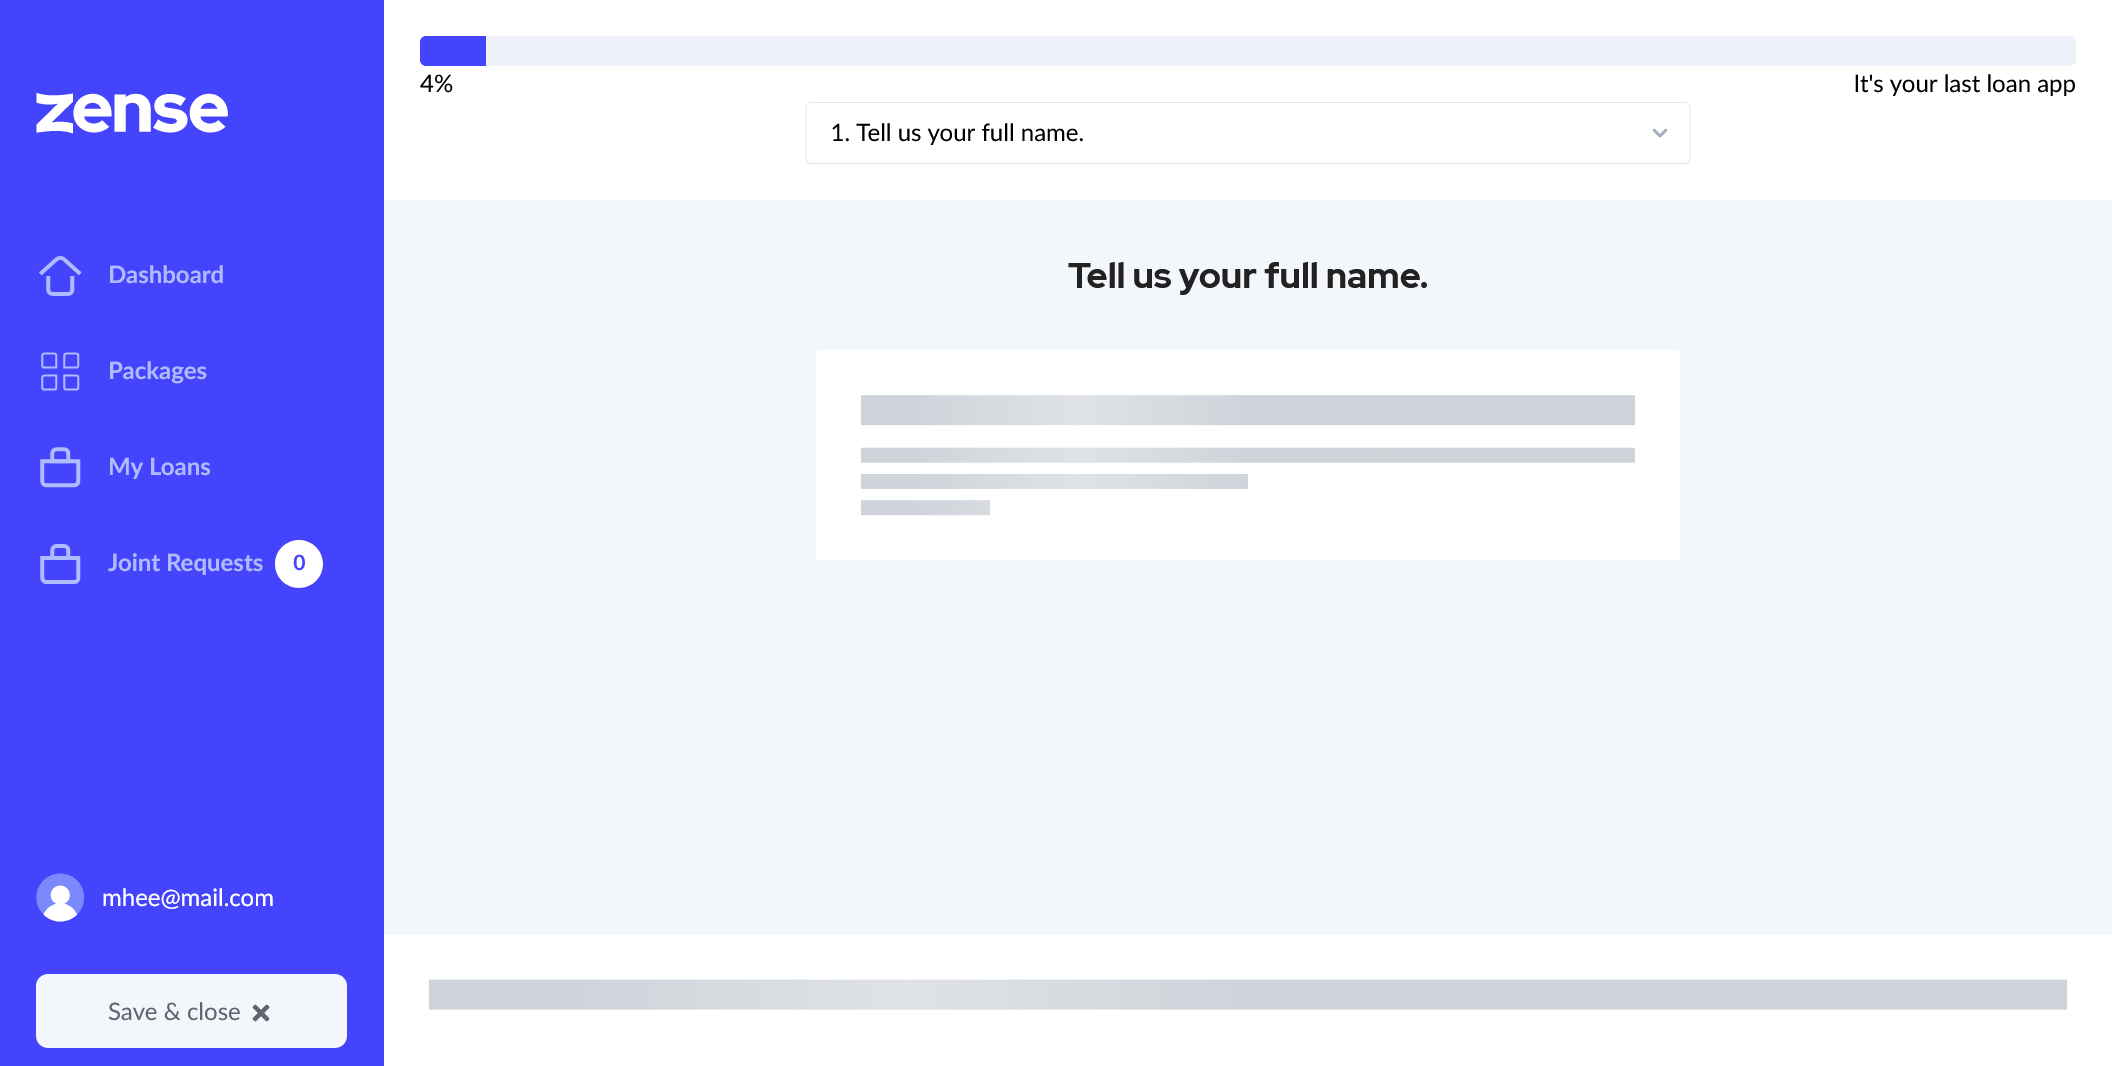 zense
Dashboard
Packages
My Loans
Joint Requests 0
mhee@mail.com
Save & close
4%
It's your last loan app
1. Tell us your full name.
Tell us your full name.